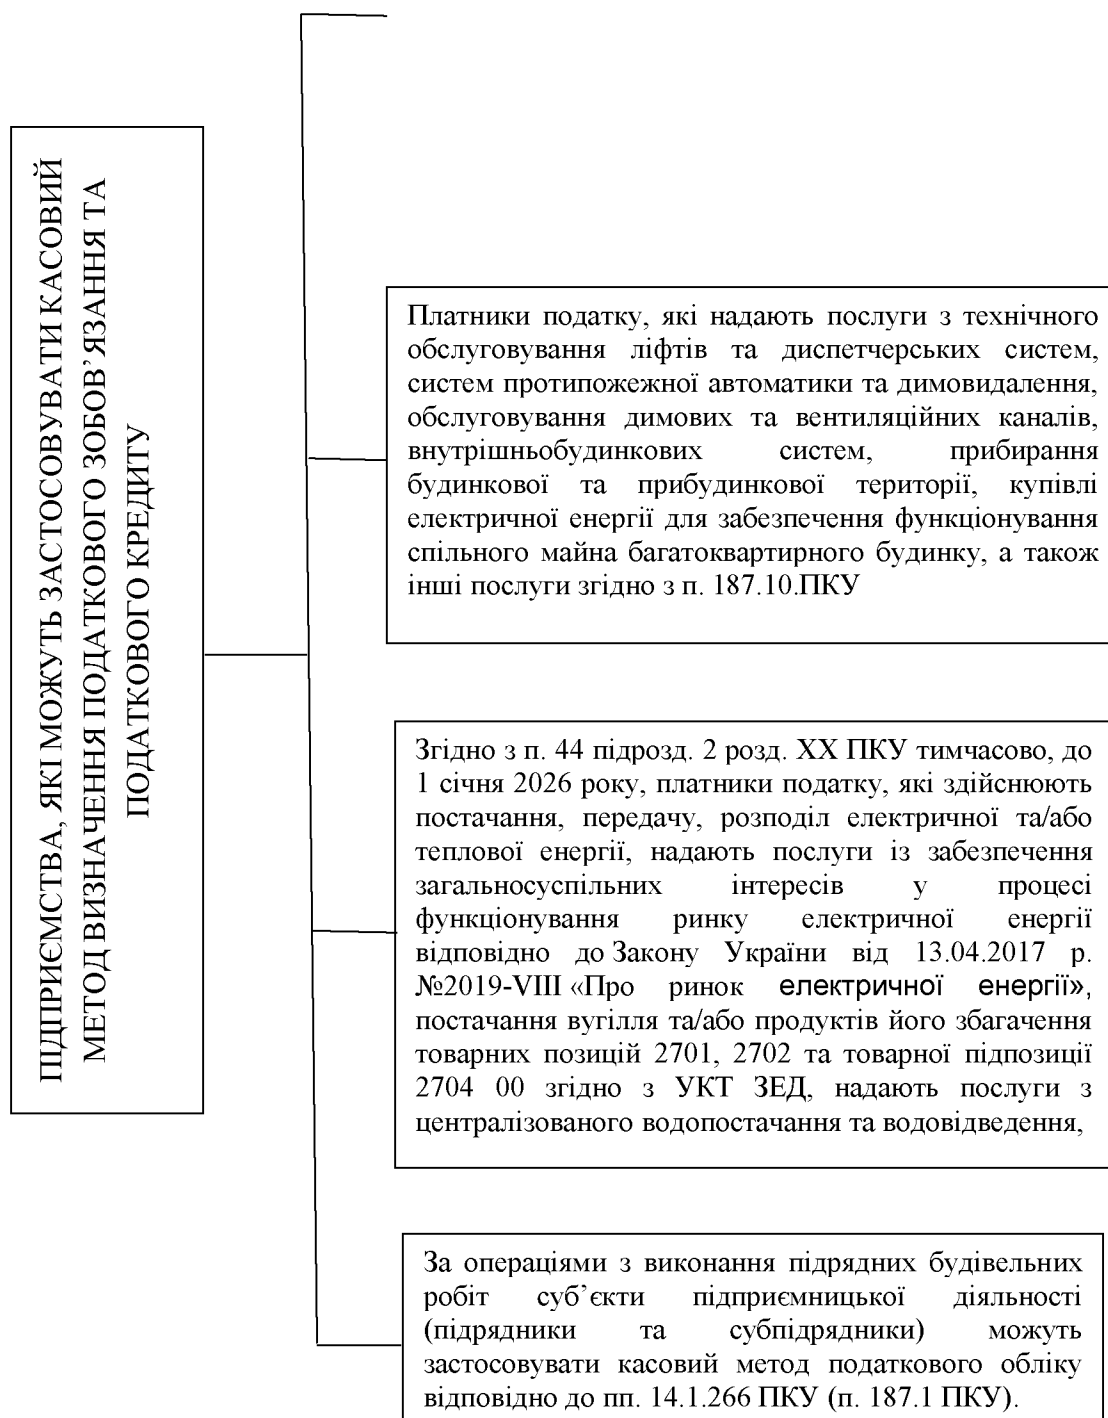 ПІДПРИЄМСТВА, ЯКІ МОЖУТЬ ЗАСТОСОВУВАТИ КАСОВИЙ
МЕТОД ВИЗНАЧЕННЯ ПОДАТКОВОГО ЗОБОВ’ЯЗАННЯ ТА
ПОДАТКОВОГО КРЕДИТУ
Платники податку, які надають послуги з технічного
обслуговування ліфтів та диспетчерських систем,
систем протипожежної автоматики та димовидалення,
обслуговування димових та вентиляційних каналів,
внутрішньобудинкових систем, прибирання
будинкової та прибудинкової території, купівлі
електричної енергії для забезпечення функціонування
спільного майна багатоквартирного будинку, а також
інші послуги згідно з п. 187.10.ПКУ
Згідно з п. 44 підрозд. 2 розд. ХХ ПКУ тимчасово, до
1 січня 2026 року, платники податку, які здійснюють
постачання, передачу, розподіл електричної та/або
теплової енергії, надають послуги із забезпечення
загальносуспільних інтересів у процесі
функціонування ринку електричної енергії
відповідно до Закону України від 13.04.2017 р.
№2019-VIII «Про ринок електричної енергії»,
постачання вугілля та/або продуктів його збагачення
товарних позицій 2701, 2702 та товарної підпозиції
2704 00 згідно з УКТ ЗЕД, надають послуги з
централізованого водопостачання та водовідведення,
За операціями з виконання підрядних будівельних
робіт суб’єкти підприємницької діяльності
(підрядники та субпідрядники) можуть
застосовувати касовий метод податкового обліку
відповідно до пп. 14.1.266 ПКУ (п. 187.1 ПКУ).